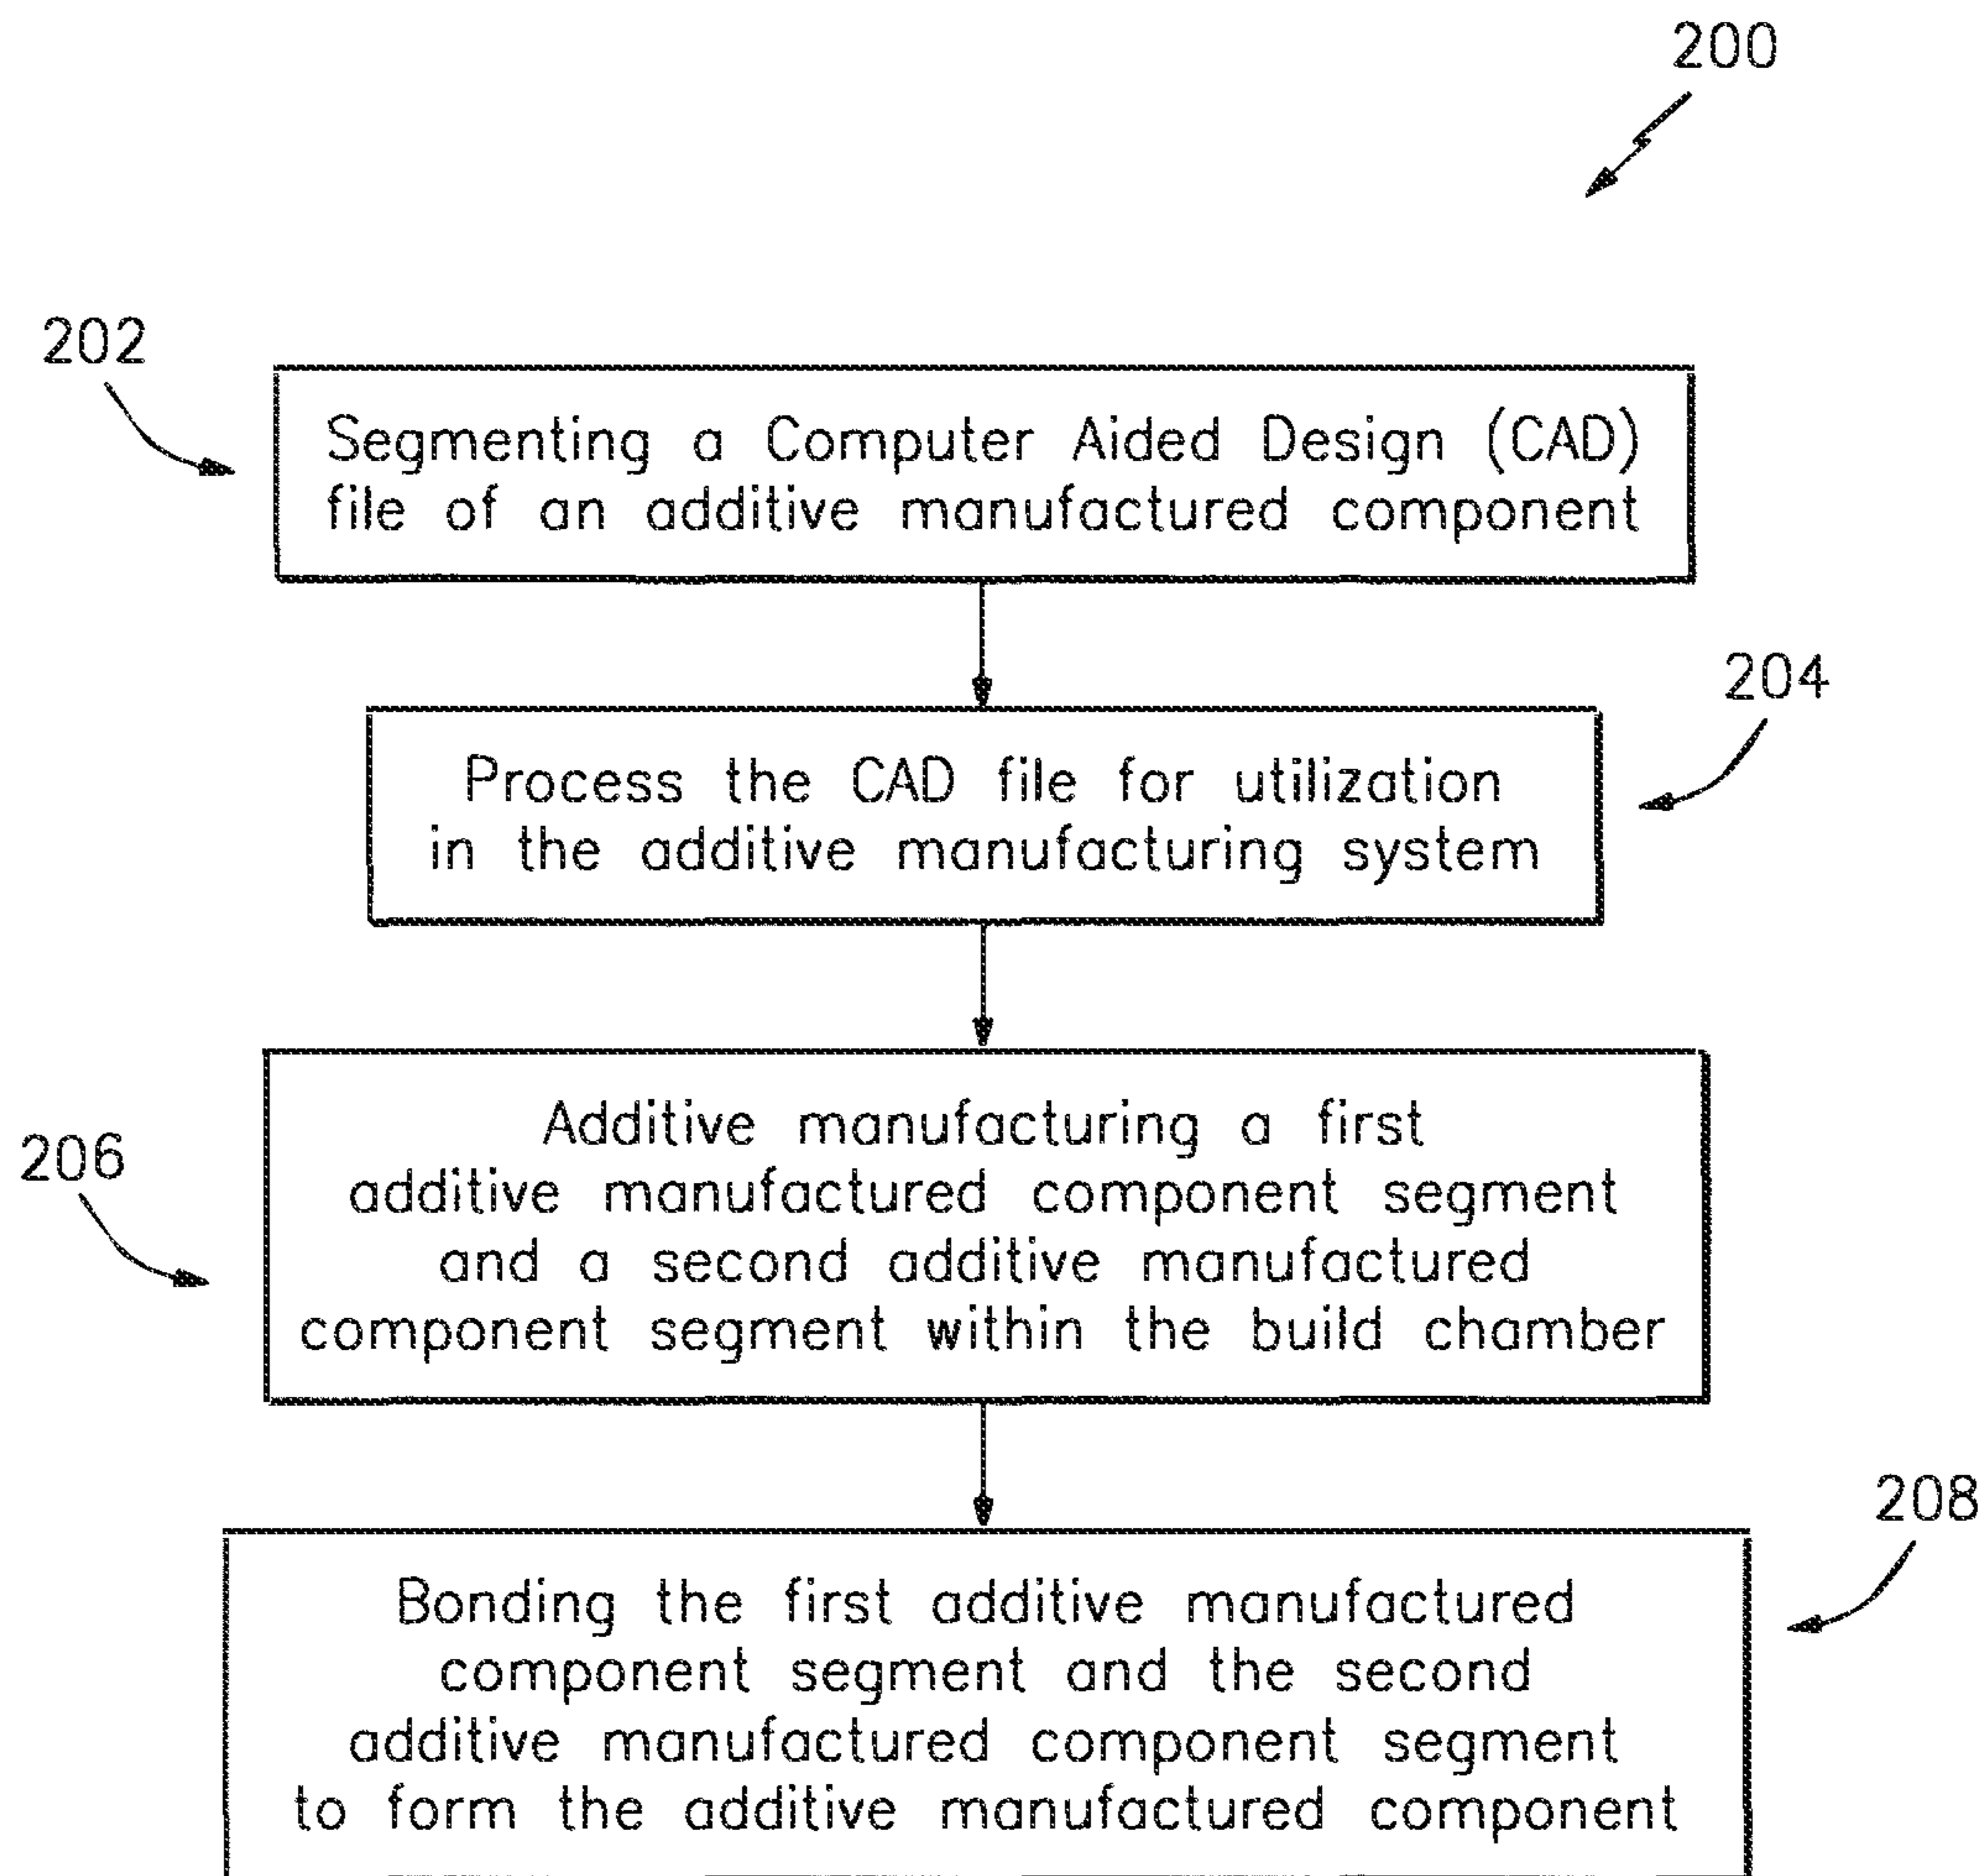 200
202
Segmenting a Computer Aided Design (CAD)
file of an additive manufactured component
204
Process the CAD file for utilization
in the additive manufacturing system
206
Additive manufacturing a first
additive manufactured component segment
and a second additive manufactured
component segment within the build chamber
208
Bonding the first additive manufactured
component segment and the second
additive manufactured component segment
to form the additive manufactured component